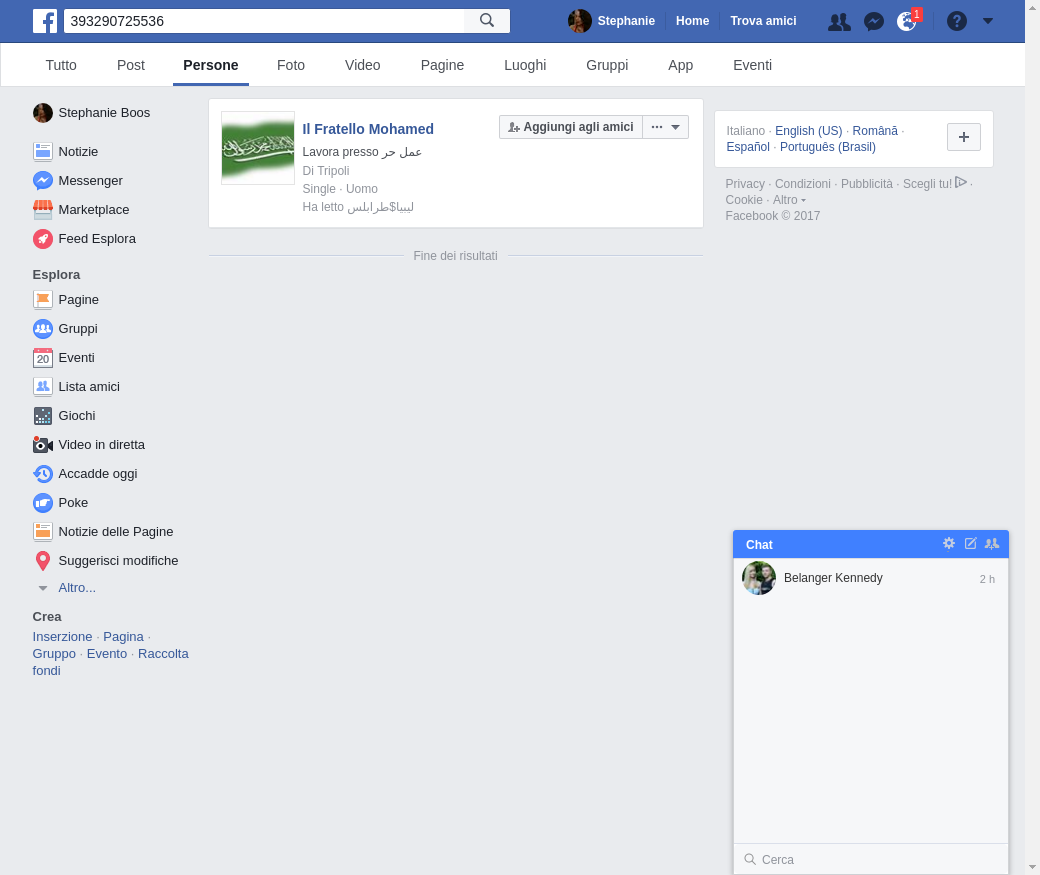 393290725536
Stephanie
Home
Trova amici
1
Tutto
Post
Persone
Foto
Video
Pagine
Luoghi
Gruppi
App
Eventi
Stephanie Boos
Notizie
Messenger
Marketplace
Feed Esplora
Esplora
Pagine
Gruppi
20
Eventi
Lista amici
Giochi
Video in diretta
Accadde oggi
Poke
Notizie delle Pagine
Suggerisci modifiche
Altro...
Crea
Inserzione · Pagina ·
Gruppo · Evento · Raccolta
fondi
Il Fratello Mohamed
Aggiungi agli amici
Lavora presso عمل حر
Di Tripoli
Single · Uomo
Ha letto ليبيا$طرابلس
Fine dei risultati
Italiano · English (US) · Română ·
Español · Português (Brasil)
Privacy · Condizioni · Pubblicità · Scegli tu! ·
Cookie · Altro
Facebook © 2017
Chat
Belanger Kennedy
2 h
Cerca